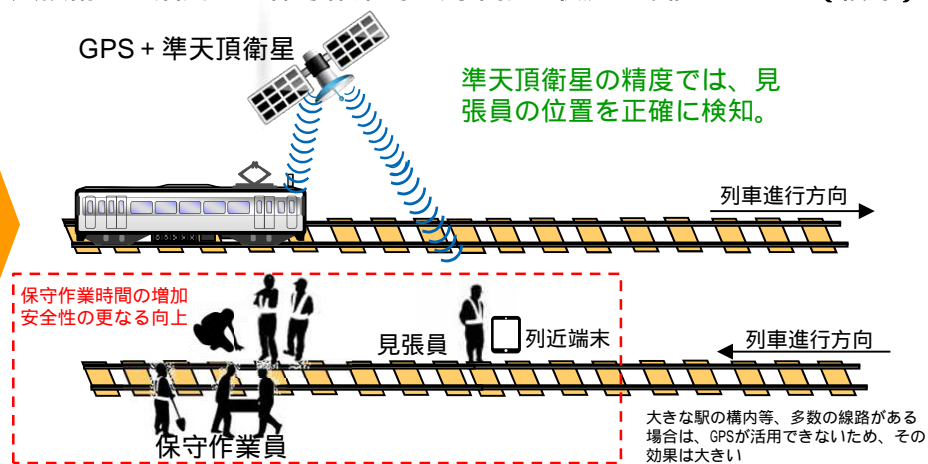 GPS + 準天頂衛星
準天頂衛星の精度では、見
張員の位置を正確に検知。
列車進行方向
保守作業時間の増加
安全性の更なる向上
見張員
列近端末
列車進行方向
保守作業員
大きな駅の構内等、多数の線路がある
場合は、GPSが活用できないため、その
効果は大きい